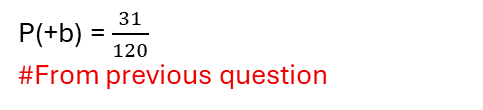 P(+b) = 31/120
#From previous question